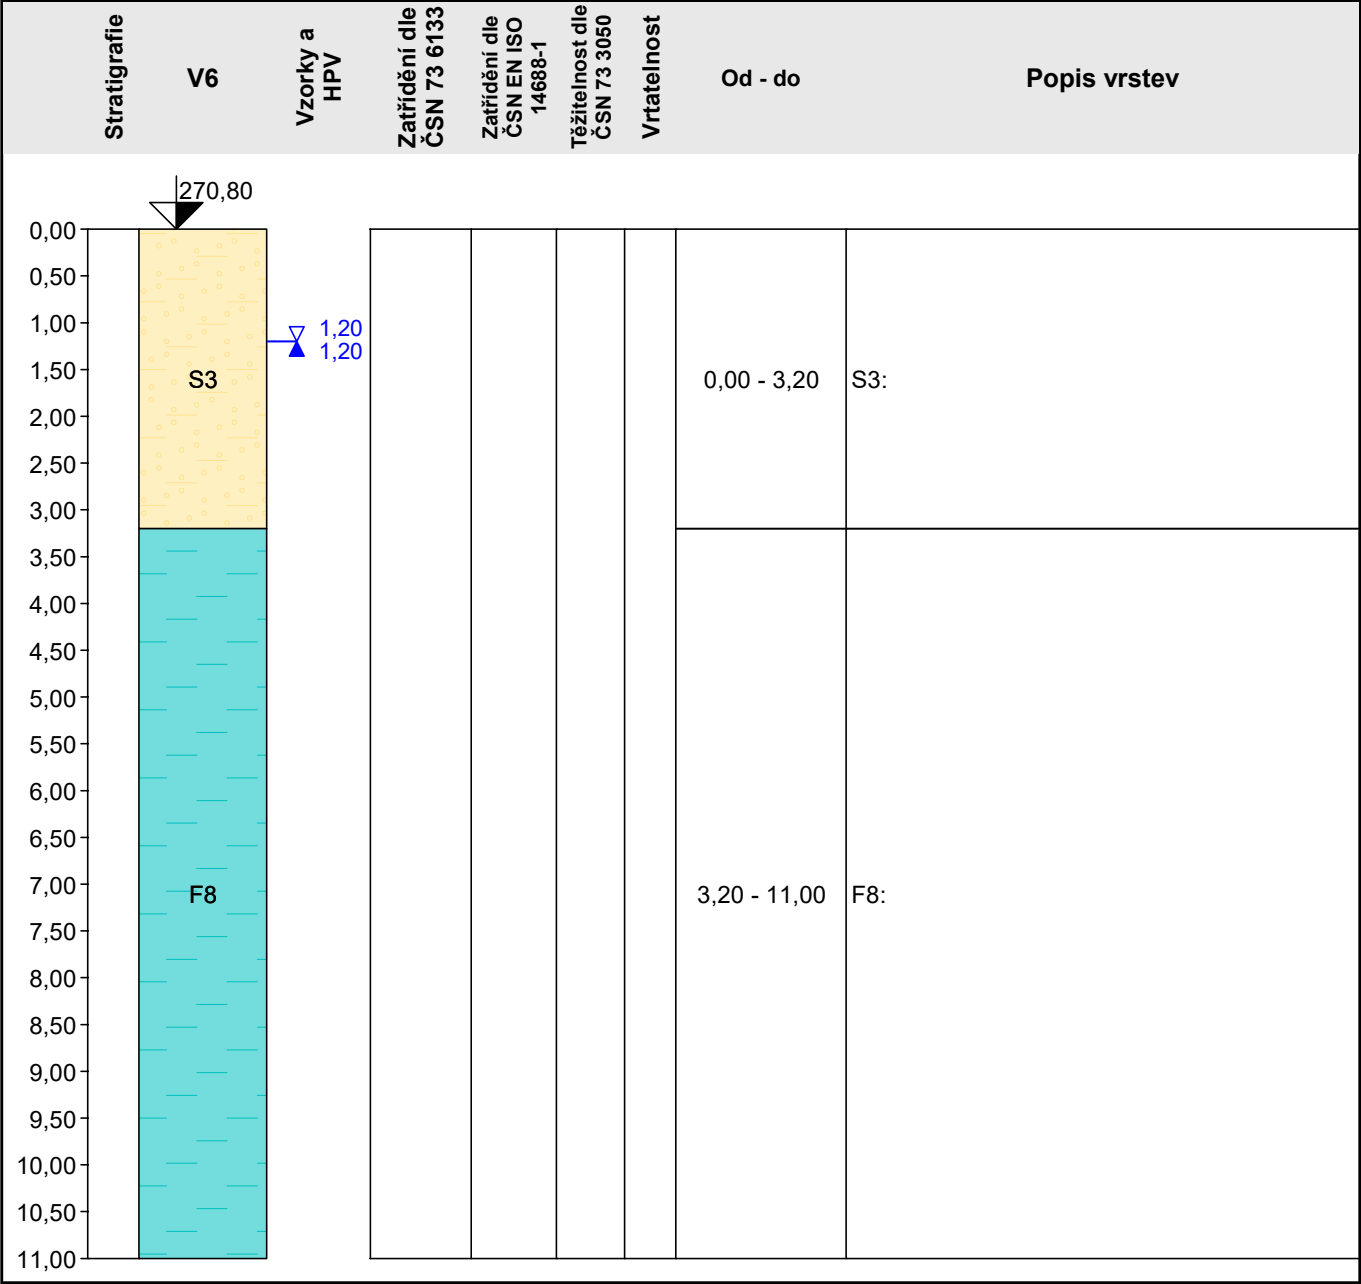 Stratigrafie
V6
Vzorky a
HPV
Zatřídění dle
ČSN 73 6133
Zatřídění dle
ČSN EN ISO
14688-1
Těžitelnost dle
ČSN 73 3050
Vrtatelnost
Od - do
Popis vrstev
270,80
0,00
0,50
1,00
1,20
1,20
1,50
S3
0,00 - 3,20
S3:
2,00
2,50
3,00
3,50
4,00
4,50
5,00
5,50
6,00
6,50
7,00
F8
3,20 - 11,00
F8:
7,50
8,00
8,50
9,00
9,50
10,00
10,50
11,00